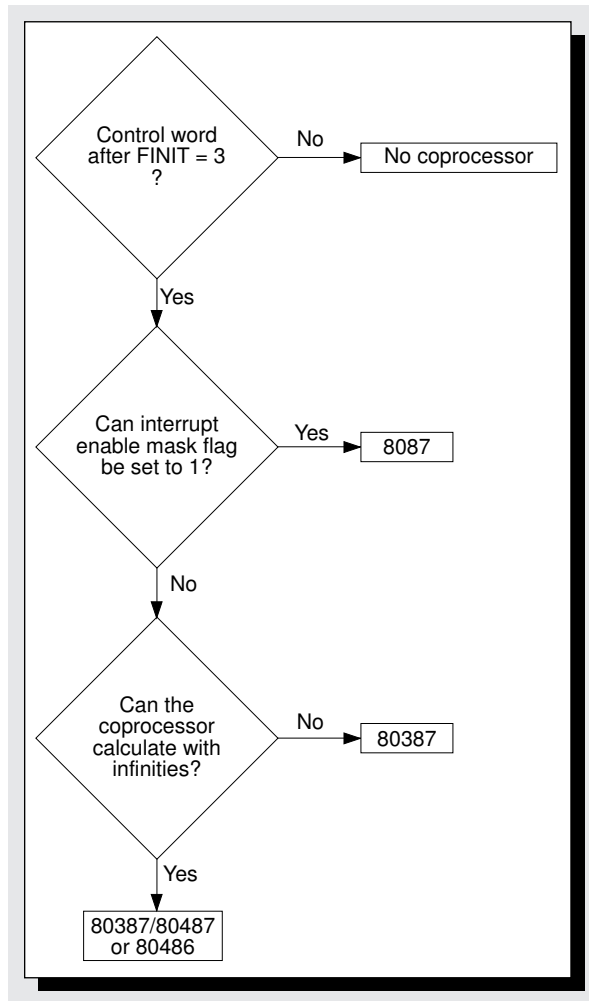 Control word
after FINIT = 3
?
No
No coprocessor
Yes
Can interrupt
enable mask flag
be set to 1?
Yes
8087
No
Can the
coprocessor
calculate with
infinities?
No
80387
Yes
80387/80487
or 80486